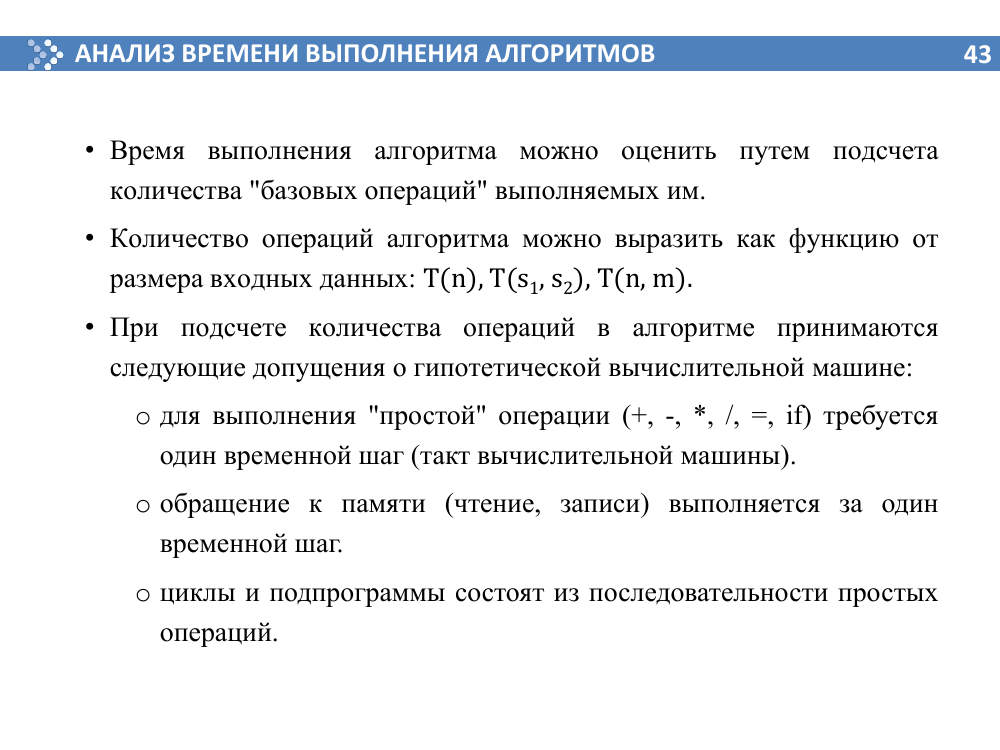 АНАЛИЗ ВРЕМЕНИ ВЫПОЛНЕНИЯ АЛГОРИТМОВ 43
• Время выполнения алгоритма можно оценить путем подсчета
количества "базовых операций" выполняемых им.
• Количество операций алгоритма можно выразить как функцию от
размера входных данных: T(n), T(s₁, s₂), T(n, m).
• При подсчете количества операций в алгоритме принимаются
следующие допущения о гипотетической вычислительной машине:
o для выполнения "простой" операции (+, -, *, /, =, if) требуется
один временной шаг (такт вычислительной машины).
o обращение к памяти (чтение, записи) выполняется за один
временной шаг.
o циклы и подпрограммы состоят из последовательности простых
операций.